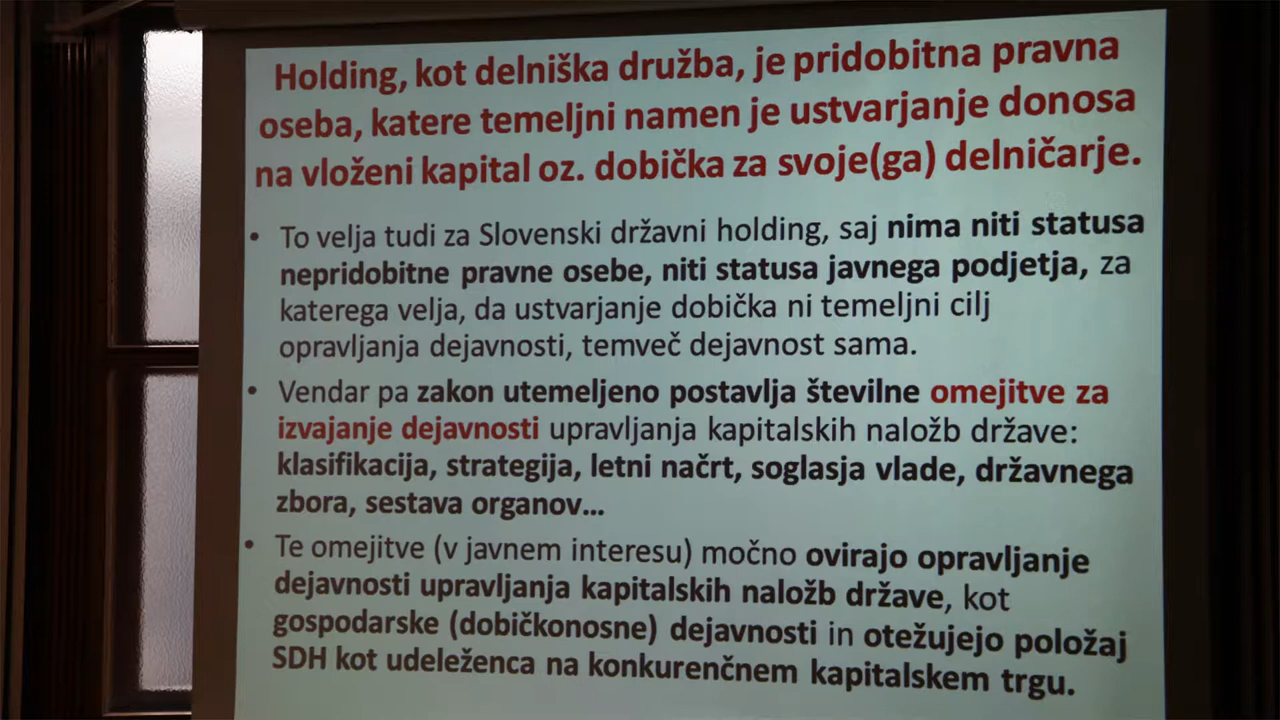 Holding, kot delniška družba, je pridobitna pravna
oseba, katere temeljni namen je ustvarjanje donosa
na vloženi kapital oz. dobička za svoje(ga) delničarje.
• To velja tudi za Slovenski državni holding, saj nima niti statusa
nepridobitne pravne osebe, niti statusa javnega podjetja, za
katerega velja, da ustvarjanje dobička ni temeljni cilj
opravljanja dejavnosti, temveč dejavnost sama.
• Vendar pa zakon utemeljeno postavlja številne omejitve za
izvajanje dejavnosti upravljanja kapitalskih naložb države:
klasifikacija, strategija, letni načrt, soglasja vlade, državnega
zbora, sestava organov...
• Te omejitve (v javnem interesu) močno ovirajo opravljanje
dejavnosti upravljanja kapitalskih naložb države, kot
gospodarske (dobičkonosne) dejavnosti in otežujejo položaj
SDH kot udeleženca na konkurenčnem kapitalskem trgu.